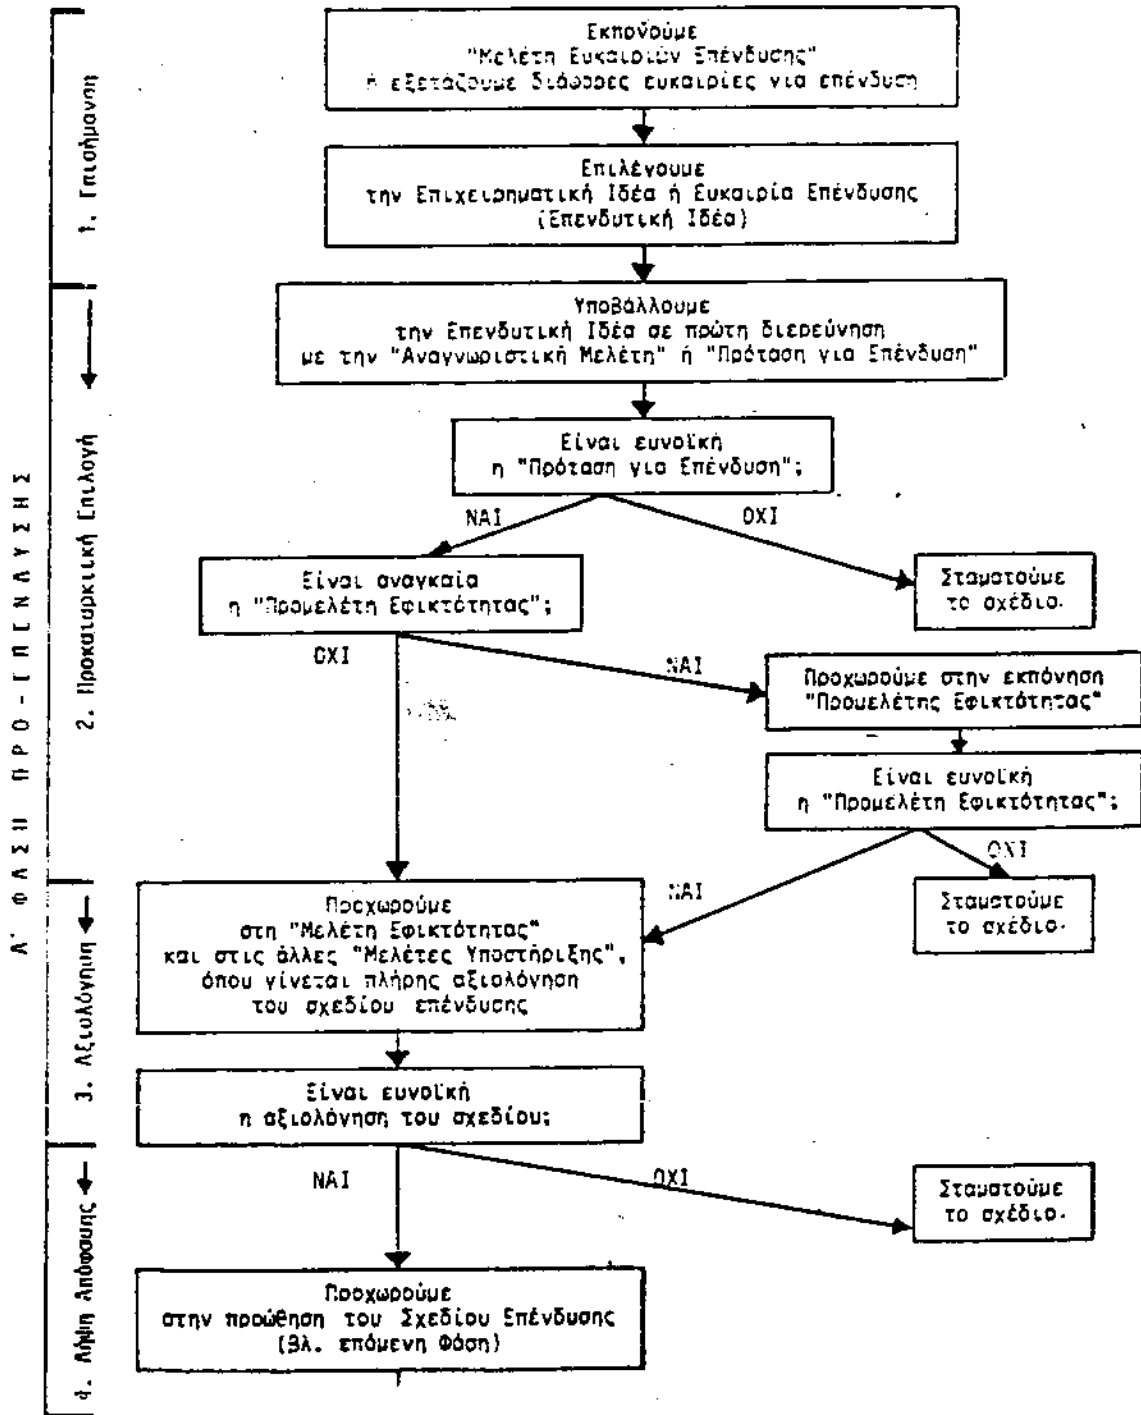 Εκπονούμε
"Μελέτη Ευκαιριών Επένδυσης"
ή εξετάζουμε διάφορες ευκαιρίες για επένδυση
1. Επισήμανση
Επιλέγουμε
την Επιχειρηματική Ιδέα ή Ευκαιρία Επένδυσης
(Επενδυτική Ιδέα)
Υποβάλλουμε
την Επενδυτική Ιδέα σε πρώτη διερεύνηση
με την "Αναγνωριστική Μελέτη" ή "Πρόταση για Επένδυση"
Είναι ευνοϊκή
η "Πρόταση για Επένδυση";
ΝΑΙ
ΟΧΙ
Α' ΦΑΣΗ ΠΡΟ-ΕΠΕΝΔΥΣΗΣ
2. Προκαταρκτική Επιλογή
Είναι αναγκαία
η "Προμελέτη Εφικτότητας";
Σταματούμε
το σχέδιο.
ΟΧΙ
ΝΑΙ
Προχωρούμε στην εκπόνηση
"Προμελέτης Εφικτότητας"
Είναι ευνοϊκή
η "Προμελέτη Εφικτότητας";
ΝΑΙ
ΟΧΙ
3. Αξιολόγηση
Προχωρούμε
στη "Μελέτη Εφικτότητας"
και στις άλλες "Μελέτες Υποστήριξης",
όπου γίνεται πλήρης αξιολόγηση
του σχεδίου επένδυσης
Σταματούμε
το σχέδιο.
Είναι ευνοϊκή
η αξιολόγηση του σχεδίου;
ΝΑΙ
ΟΧΙ
4. Λήψη Απόφασης
Σταματούμε
το σχέδιο.
Προχωρούμε
στην προώθηση του Σχεδίου Επένδυσης
(Βλ. επόμενη Φάση)